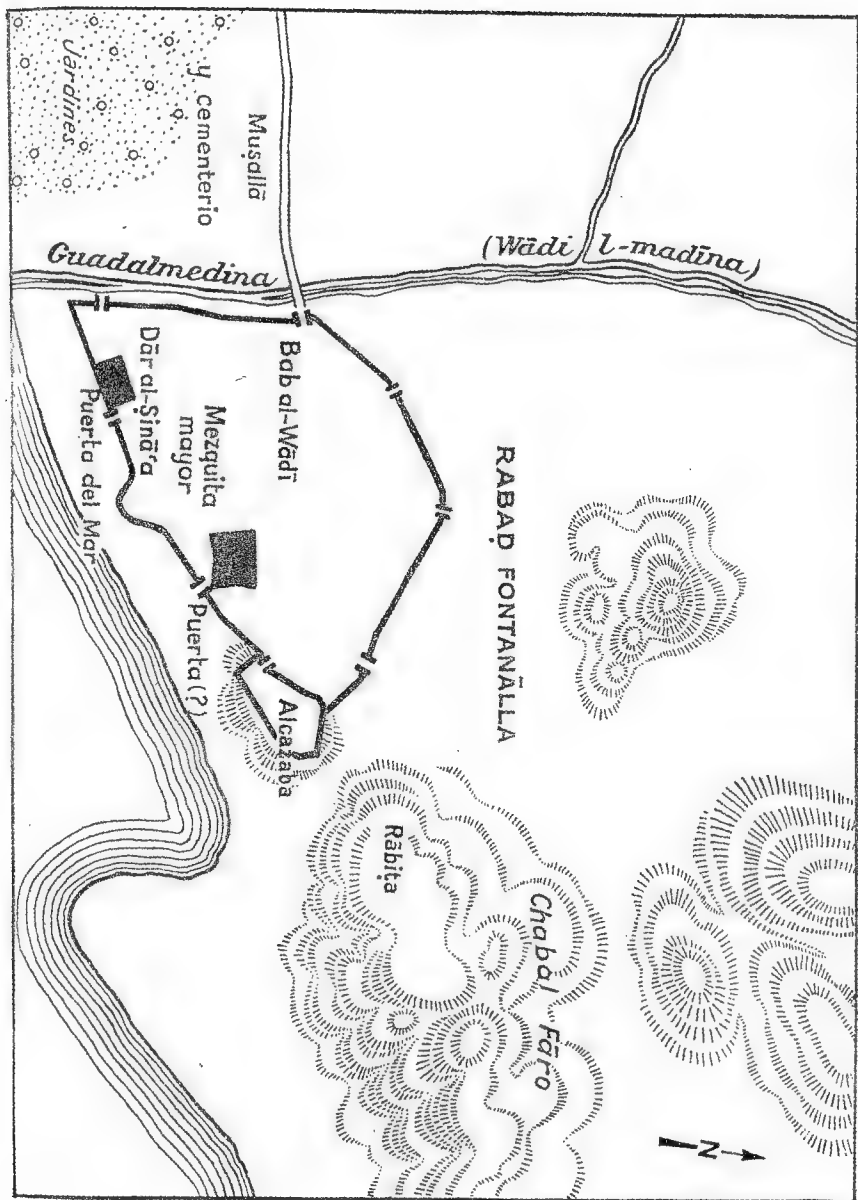 Jardines
y cementerio
Muṣallā
Guadalmedina
(Wādi l-madīna)
Dār al-Ṣinā'a
Puerta del Mar
Bab al-Wādī
Mezquita
mayor
RABAḌ FONTANĀLLA
Puerta (?)
Alcazaba
Rābiṭa
Chabal Fāro
N